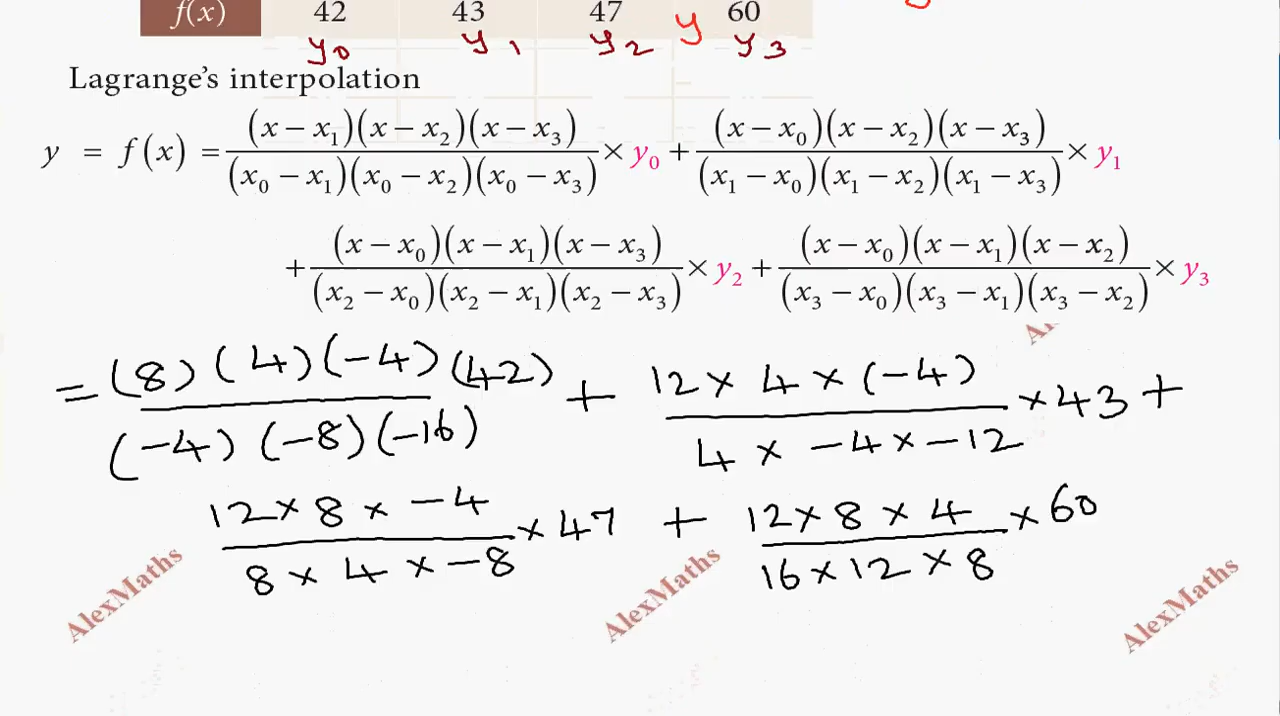 f(x) 42 43 47 y 60
y₀ y₁ y₂ y₃
Lagrange's interpolation
y = f(x) = (x − x₁)(x − x₂)(x − x₃) / (x₀ − x₁)(x₀ − x₂)(x₀ − x₃) × y₀ + (x − x₀)(x − x₂)(x − x₃) / (x₁ − x₀)(x₁ − x₂)(x₁ − x₃) × y₁
+ (x − x₀)(x − x₁)(x − x₃) / (x₂ − x₀)(x₂ − x₁)(x₂ − x₃) × y₂ + (x − x₀)(x − x₁)(x − x₂) / (x₃ − x₀)(x₃ − x₁)(x₃ − x₂) × y₃
= (8)(4)(−4)(42) / (−4)(−8)(−16) + 12 × 4 × (−4) / 4 × −4 × −12 × 43 +
12 × 8 × −4 / 8 × 4 × −8 × 47 + 12 × 8 × 4 / 16 × 12 × 8 × 60
AlexMaths AlexMaths AlexMaths